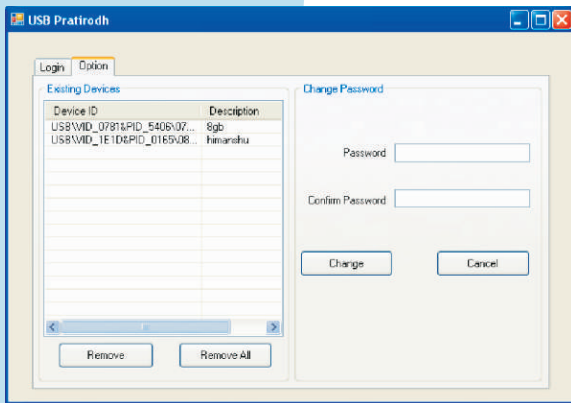 USB Pratirodh
Login Option
Existing Devices
Device ID Description
USB\VID_0781&PID_5406\07... 8gb
USB\VID_1E1D&PID_0165\08... himanshu
Remove Remove All
Change Password
Password
Confirm Password
Change Cancel